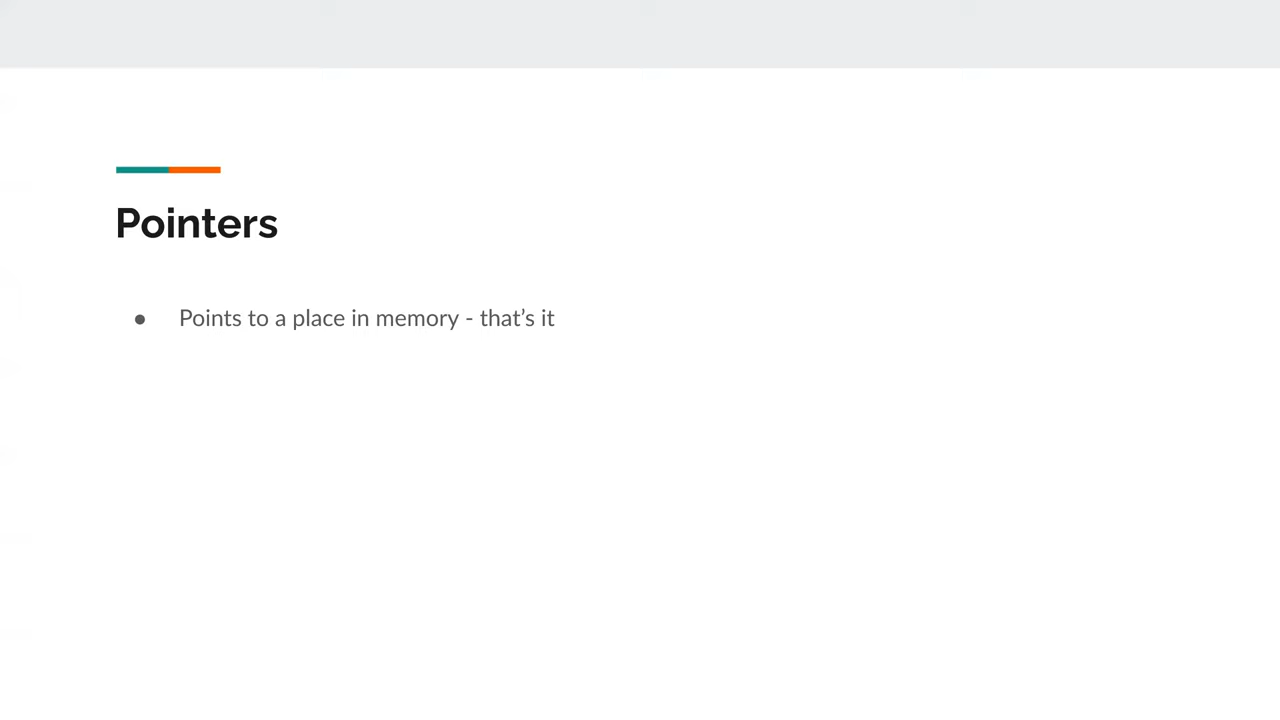 Pointers
● Points to a place in memory - that’s it